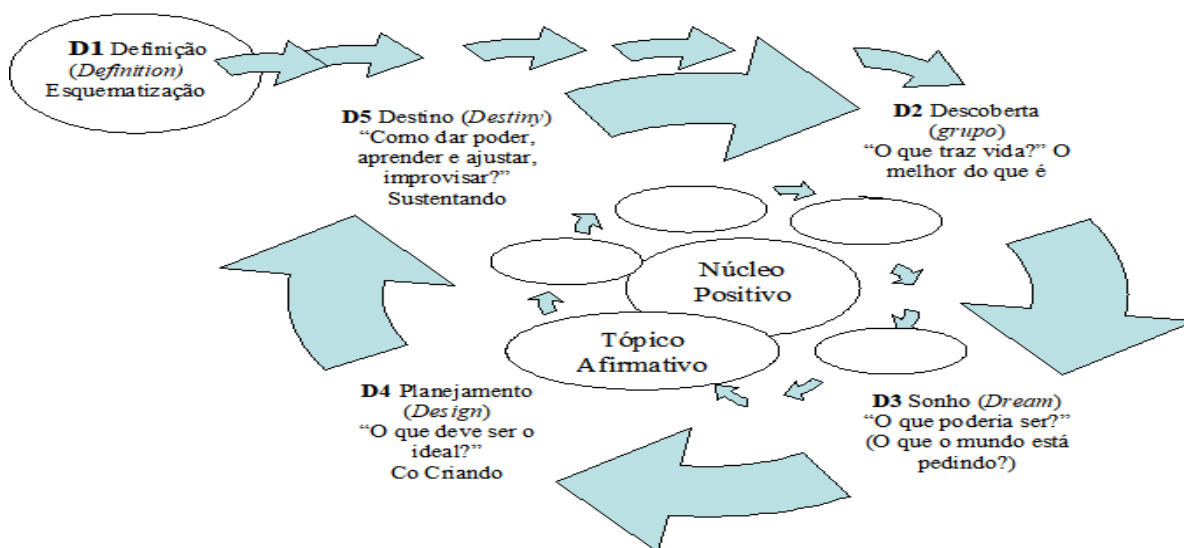 D1 Definição
(Definition)
Esquematização
D5 Destino (Destiny)
“Como dar poder,
aprender e ajustar,
improvisar?”
Sustentando
D2 Descoberta
(grupo)
“O que traz vida?” O
melhor do que é
Núcleo
Positivo
Tópico
Afirmativo
D4 Planejamento
(Design)
“O que deve ser o
ideal?”
Co Criando
D3 Sonho (Dream)
“O que poderia ser?”
(O que o mundo está
pedindo?)